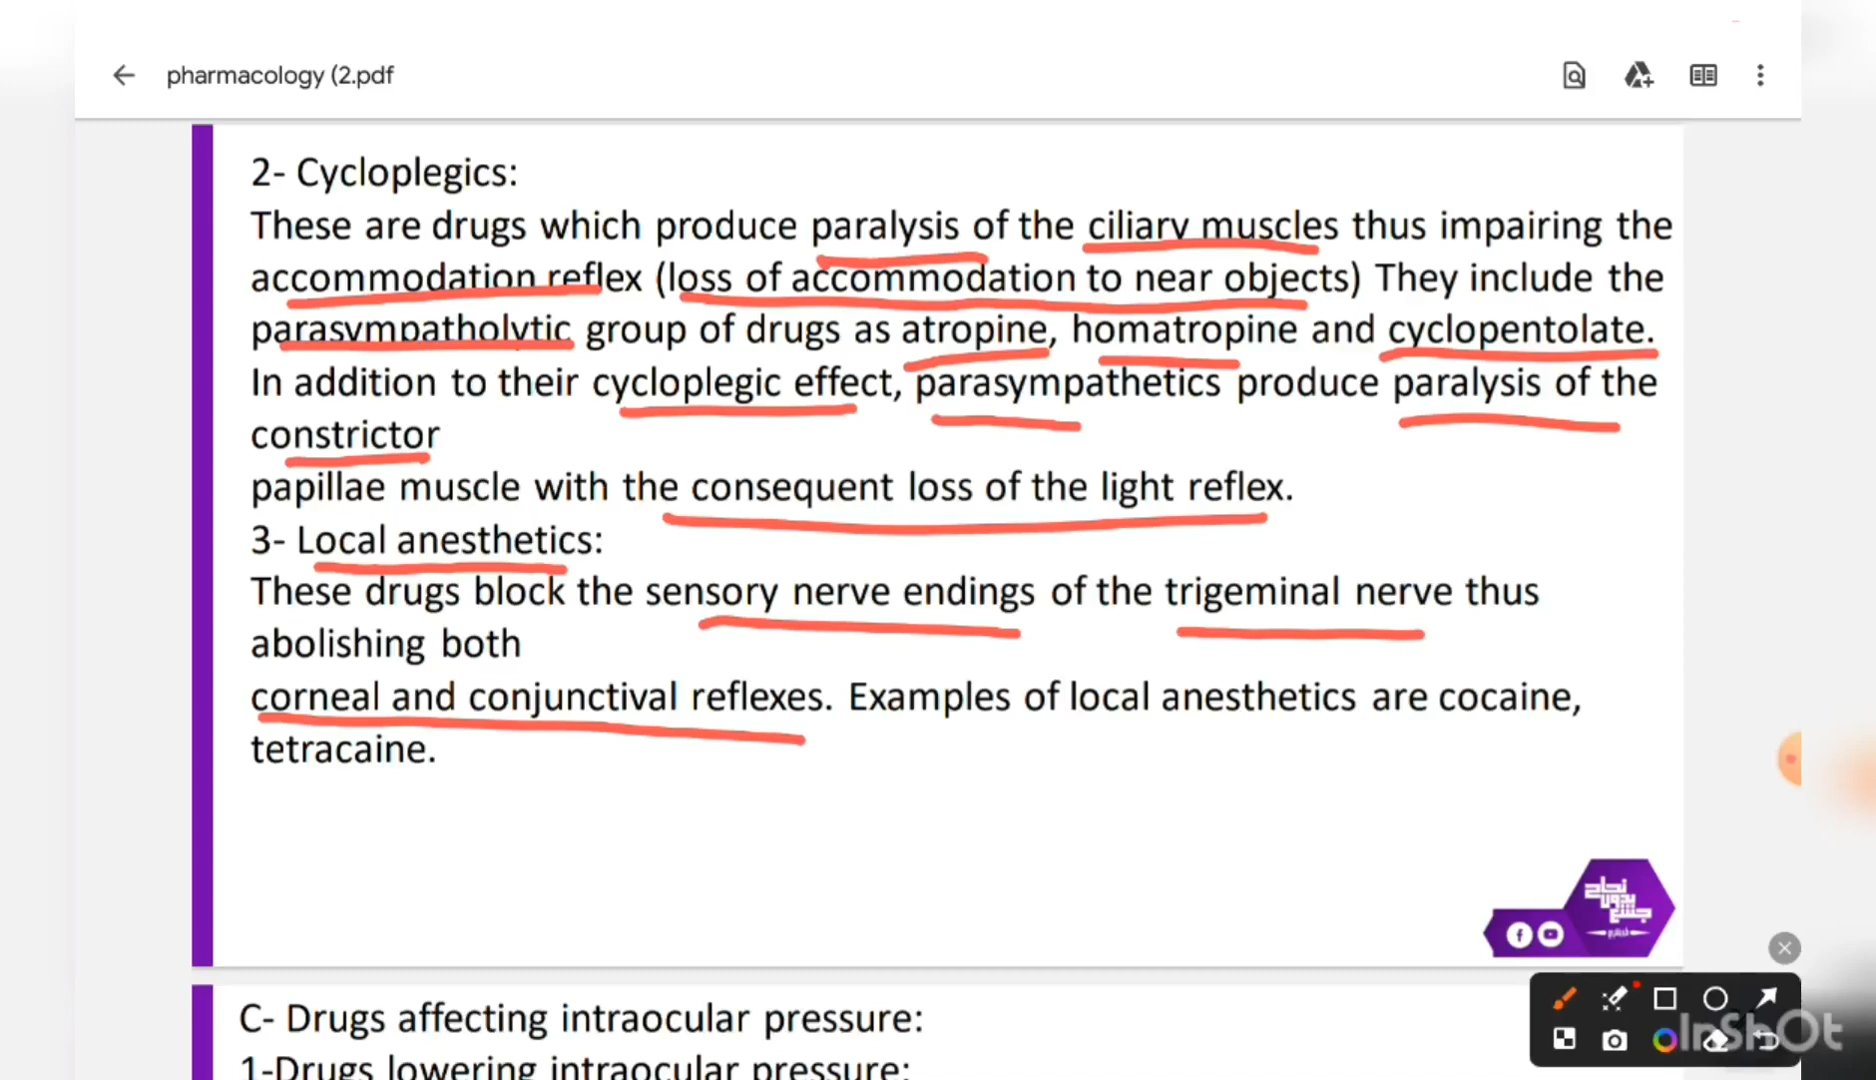 pharmacology (2.pdf
2- Cycloplegics:
These are drugs which produce paralysis of the ciliary muscles thus impairing the
accommodation reflex (loss of accommodation to near objects) They include the
parasympatholytic group of drugs as atropine, homatropine and cyclopentolate.
In addition to their cycloplegic effect, parasympathetics produce paralysis of the
constrictor
papillae muscle with the consequent loss of the light reflex.
3- Local anesthetics:
These drugs block the sensory nerve endings of the trigeminal nerve thus
abolishing both
corneal and conjunctival reflexes. Examples of local anesthetics are cocaine,
tetracaine.
نجاح
بدون
جشع
C- Drugs affecting intraocular pressure:
InShOt
1-Drugs lowering intraocular pressure: